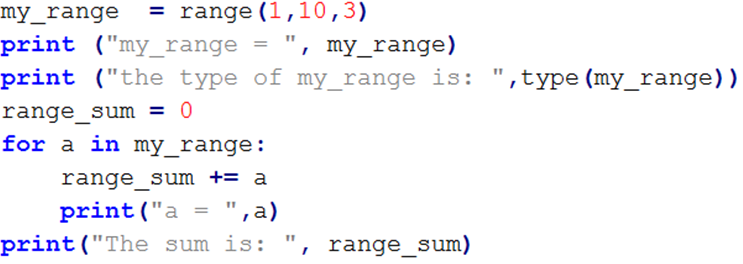 my_range  = range(1,10,3)
print ("my_range = ", my_range)
print ("the type of my_range is: ",type(my_range))
range_sum = 0
for a in my_range:
    range_sum += a
    print("a = ",a)
print("The sum is: ", range_sum)